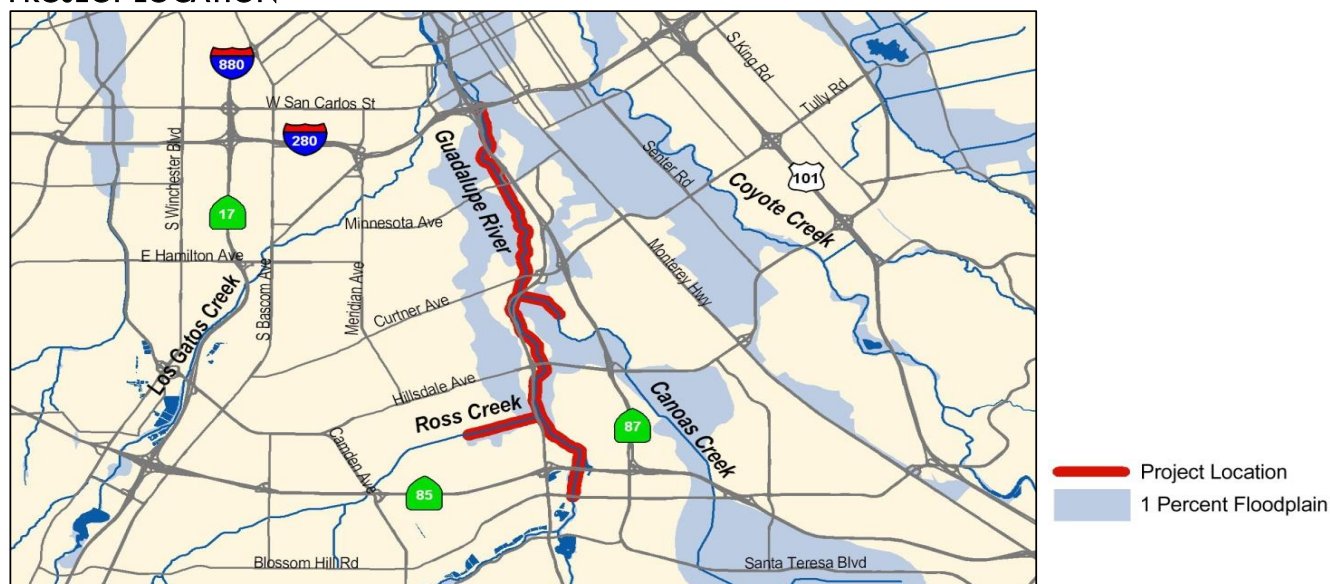 PROJECT LOCATION
880
S King Rd
Tully Rd
W San Carlos St
280
S Winchester Blvd
Guadalupe River
Senter Rd
101
Coyote Creek
17
Minnesota Ave
E Hamilton Ave
S Bascom Ave
Meridian Ave
Monterey Hwy
Curtner Ave
Los Gatos Creek
Hillsdale Ave
Ross Creek
Canoas Creek
87
Camden Ave
85
Blossom Hill Rd
Santa Teresa Blvd
Project Location
1 Percent Floodplain